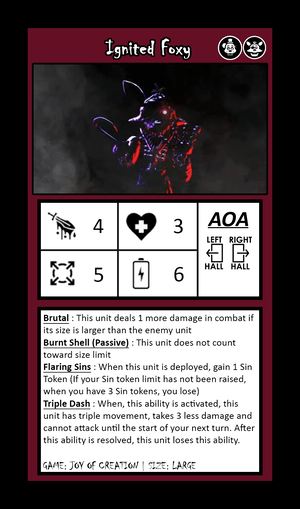 Ignited Foxy
4
3
5
6
AOA
LEFT RIGHT
HALL HALL
Brutal : This unit deals 1 more damage in combat if
its size is larger than the enemy unit
Burnt Shell (Passive) : This unit does not count
toward size limit
Flaring Sins : When this unit is deployed, gain 1 Sin
Token (If your Sin token limit has not been raised,
when you have 3 Sin tokens, you lose)
Triple Dash : When, this ability is activated, this
unit has triple movement, takes 3 less damage and
cannot attack until the start of your next turn. After
this ability is resolved, this unit loses this ability.
GAME: JOY OF CREATION | SIZE: LARGE